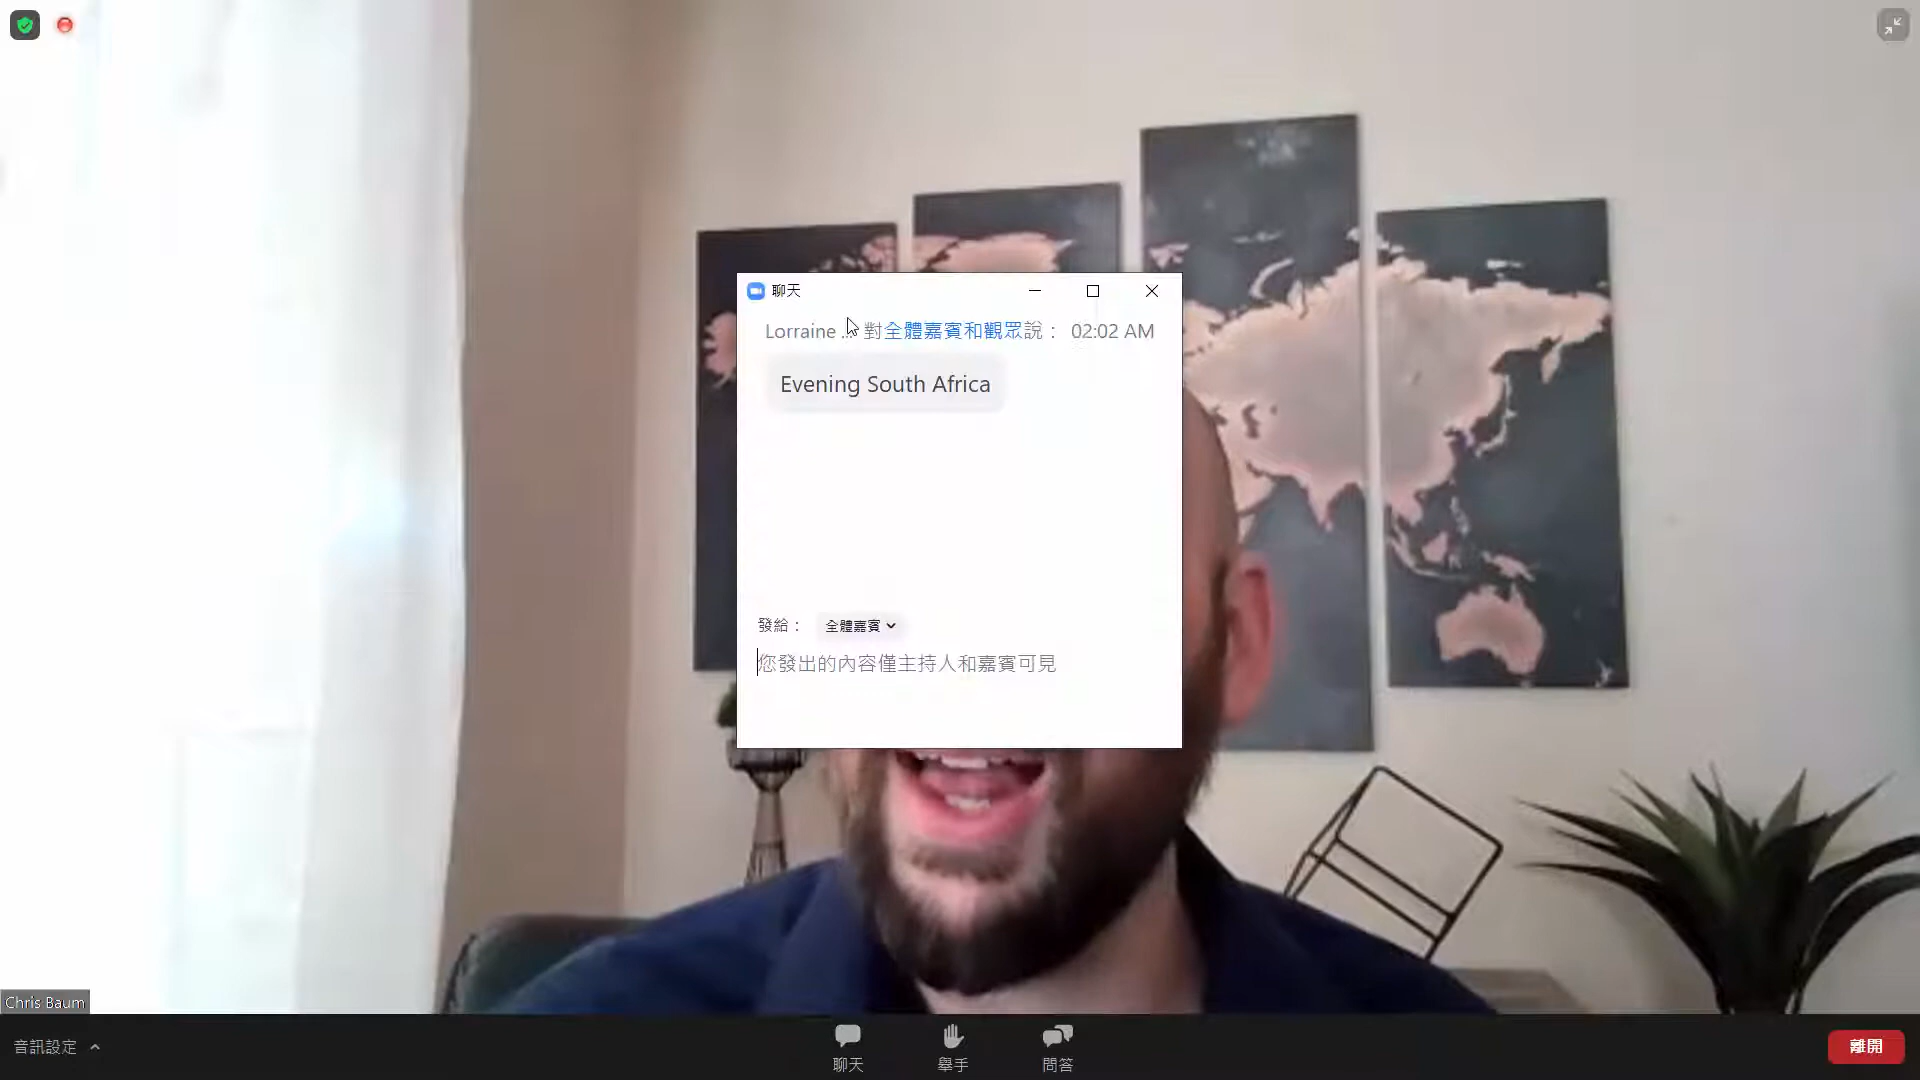 聊天
Lorraine ... 對全體嘉賓和觀眾說： 02:02 AM
Evening South Africa
發給： 全體嘉賓
您發出的內容僅主持人和嘉賓可見
Chris Baum
音訊設定
聊天
舉手
問答
離開